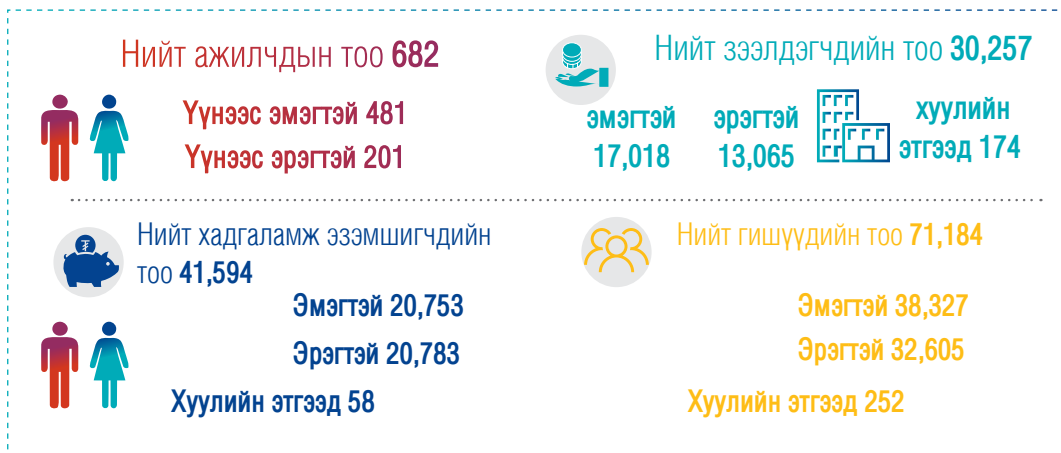 Нийт ажилчдын тоо 682
Үүнээс эмэгтэй 481
Үүнээс эрэгтэй 201
Нийт зээлдэгчдийн тоо 30,257
эмэгтэй
17,018
эрэгтэй
13,065
хуулийн
этгээд 174
Нийт хадгаламж эзэмшигчдийн
тоо 41,594
Эмэгтэй 20,753
Эрэгтэй 20,783
Хуулийн этгээд 58
Нийт гишүүдийн тоо 71,184
Эмэгтэй 38,327
Эрэгтэй 32,605
Хуулийн этгээд 252